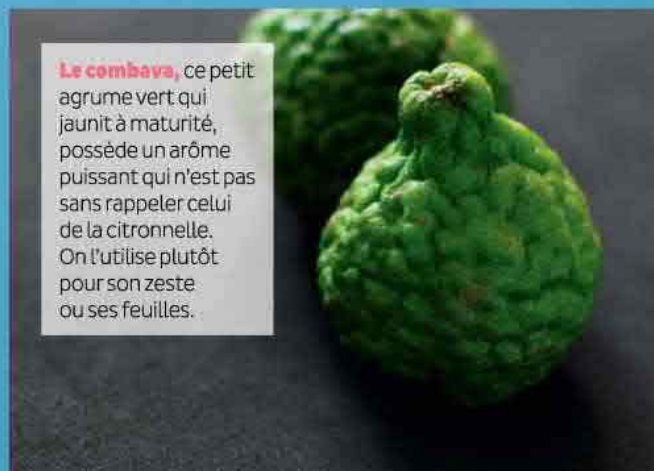 Le combava, ce petit
agrume vert qui
jaunit à maturité,
possède un arôme
puissant qui n'est pas
sans rappeler celui
de la citronnelle.
On l'utilise plutôt
pour son zeste
ou ses feuilles.